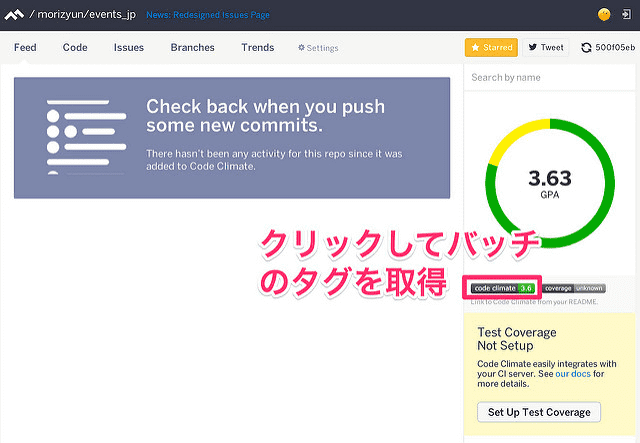 / morizyun/events_jp
News: Redesigned Issues Page
Feed
Code
Issues
Branches
Trends
Settings
Starred
Tweet
500f05eb
Check back when you push
some new commits.
There hasn't been any activity for this repo since it was
added to Code Climate.
Search by name
3.63
GPA
クリックしてバッチ
のタグを取得
code climate 3.6
coverage unknown
Link to Code Climate from your README.
Test Coverage
Not Setup
Code Climate easily integrates with
your CI server. See our docs for
more details.
Set Up Test Coverage